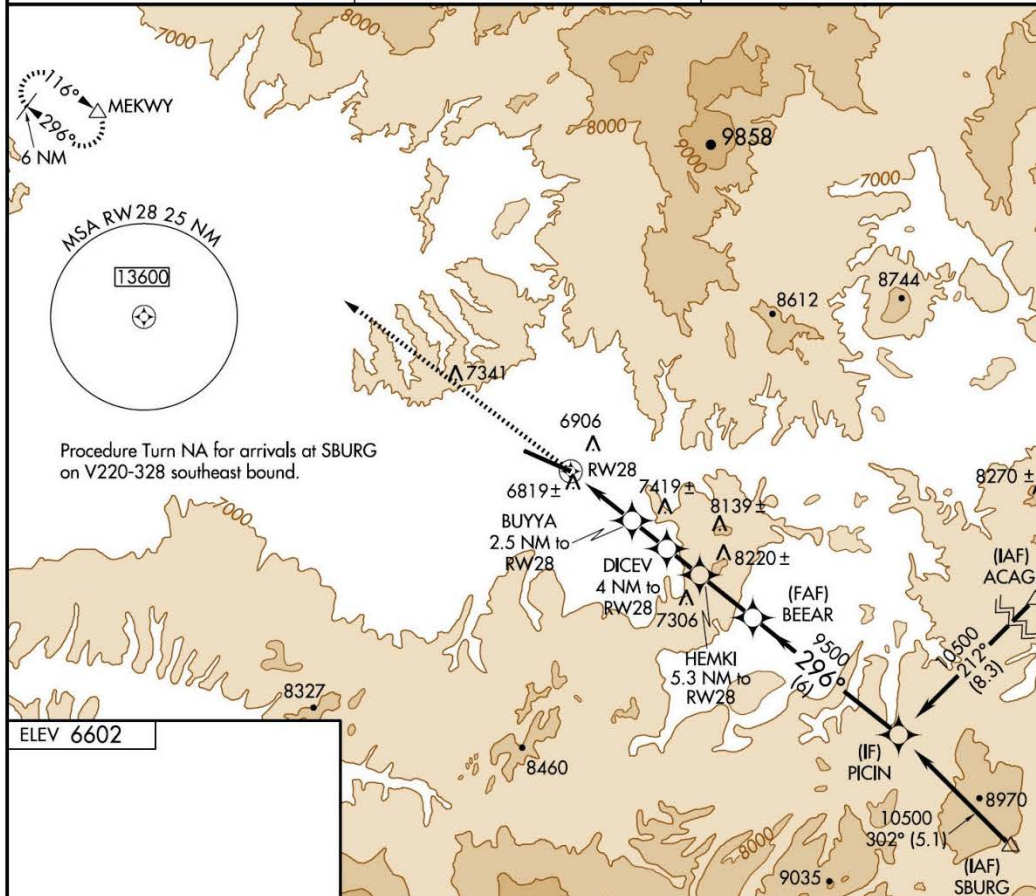 7000
8000
116°
MEKWY
296°
6 NM
8000
9000
9858
7000
MSA RW28 25 NM
13600
8744
8612
7341
Procedure Turn NA for arrivals at SBURG
on V220-328 southeast bound.
6906
RW28
6819±
7419±
8139±
8270±
BUYYA
2.5 NM to
RW28
8220±
DICEV
4 NM to
RW28
7306
(FAF)
BEEAR
(IAF)
ACAG
7000
HEMKI
5.3 NM to
RW28
9500
296°
(6)
10500
212°
(8.3)
8327
ELEV 6602
8460
(IF)
PICIN
8970
10500
302° (5.1)
8000
9035
(IAF)
SBURG